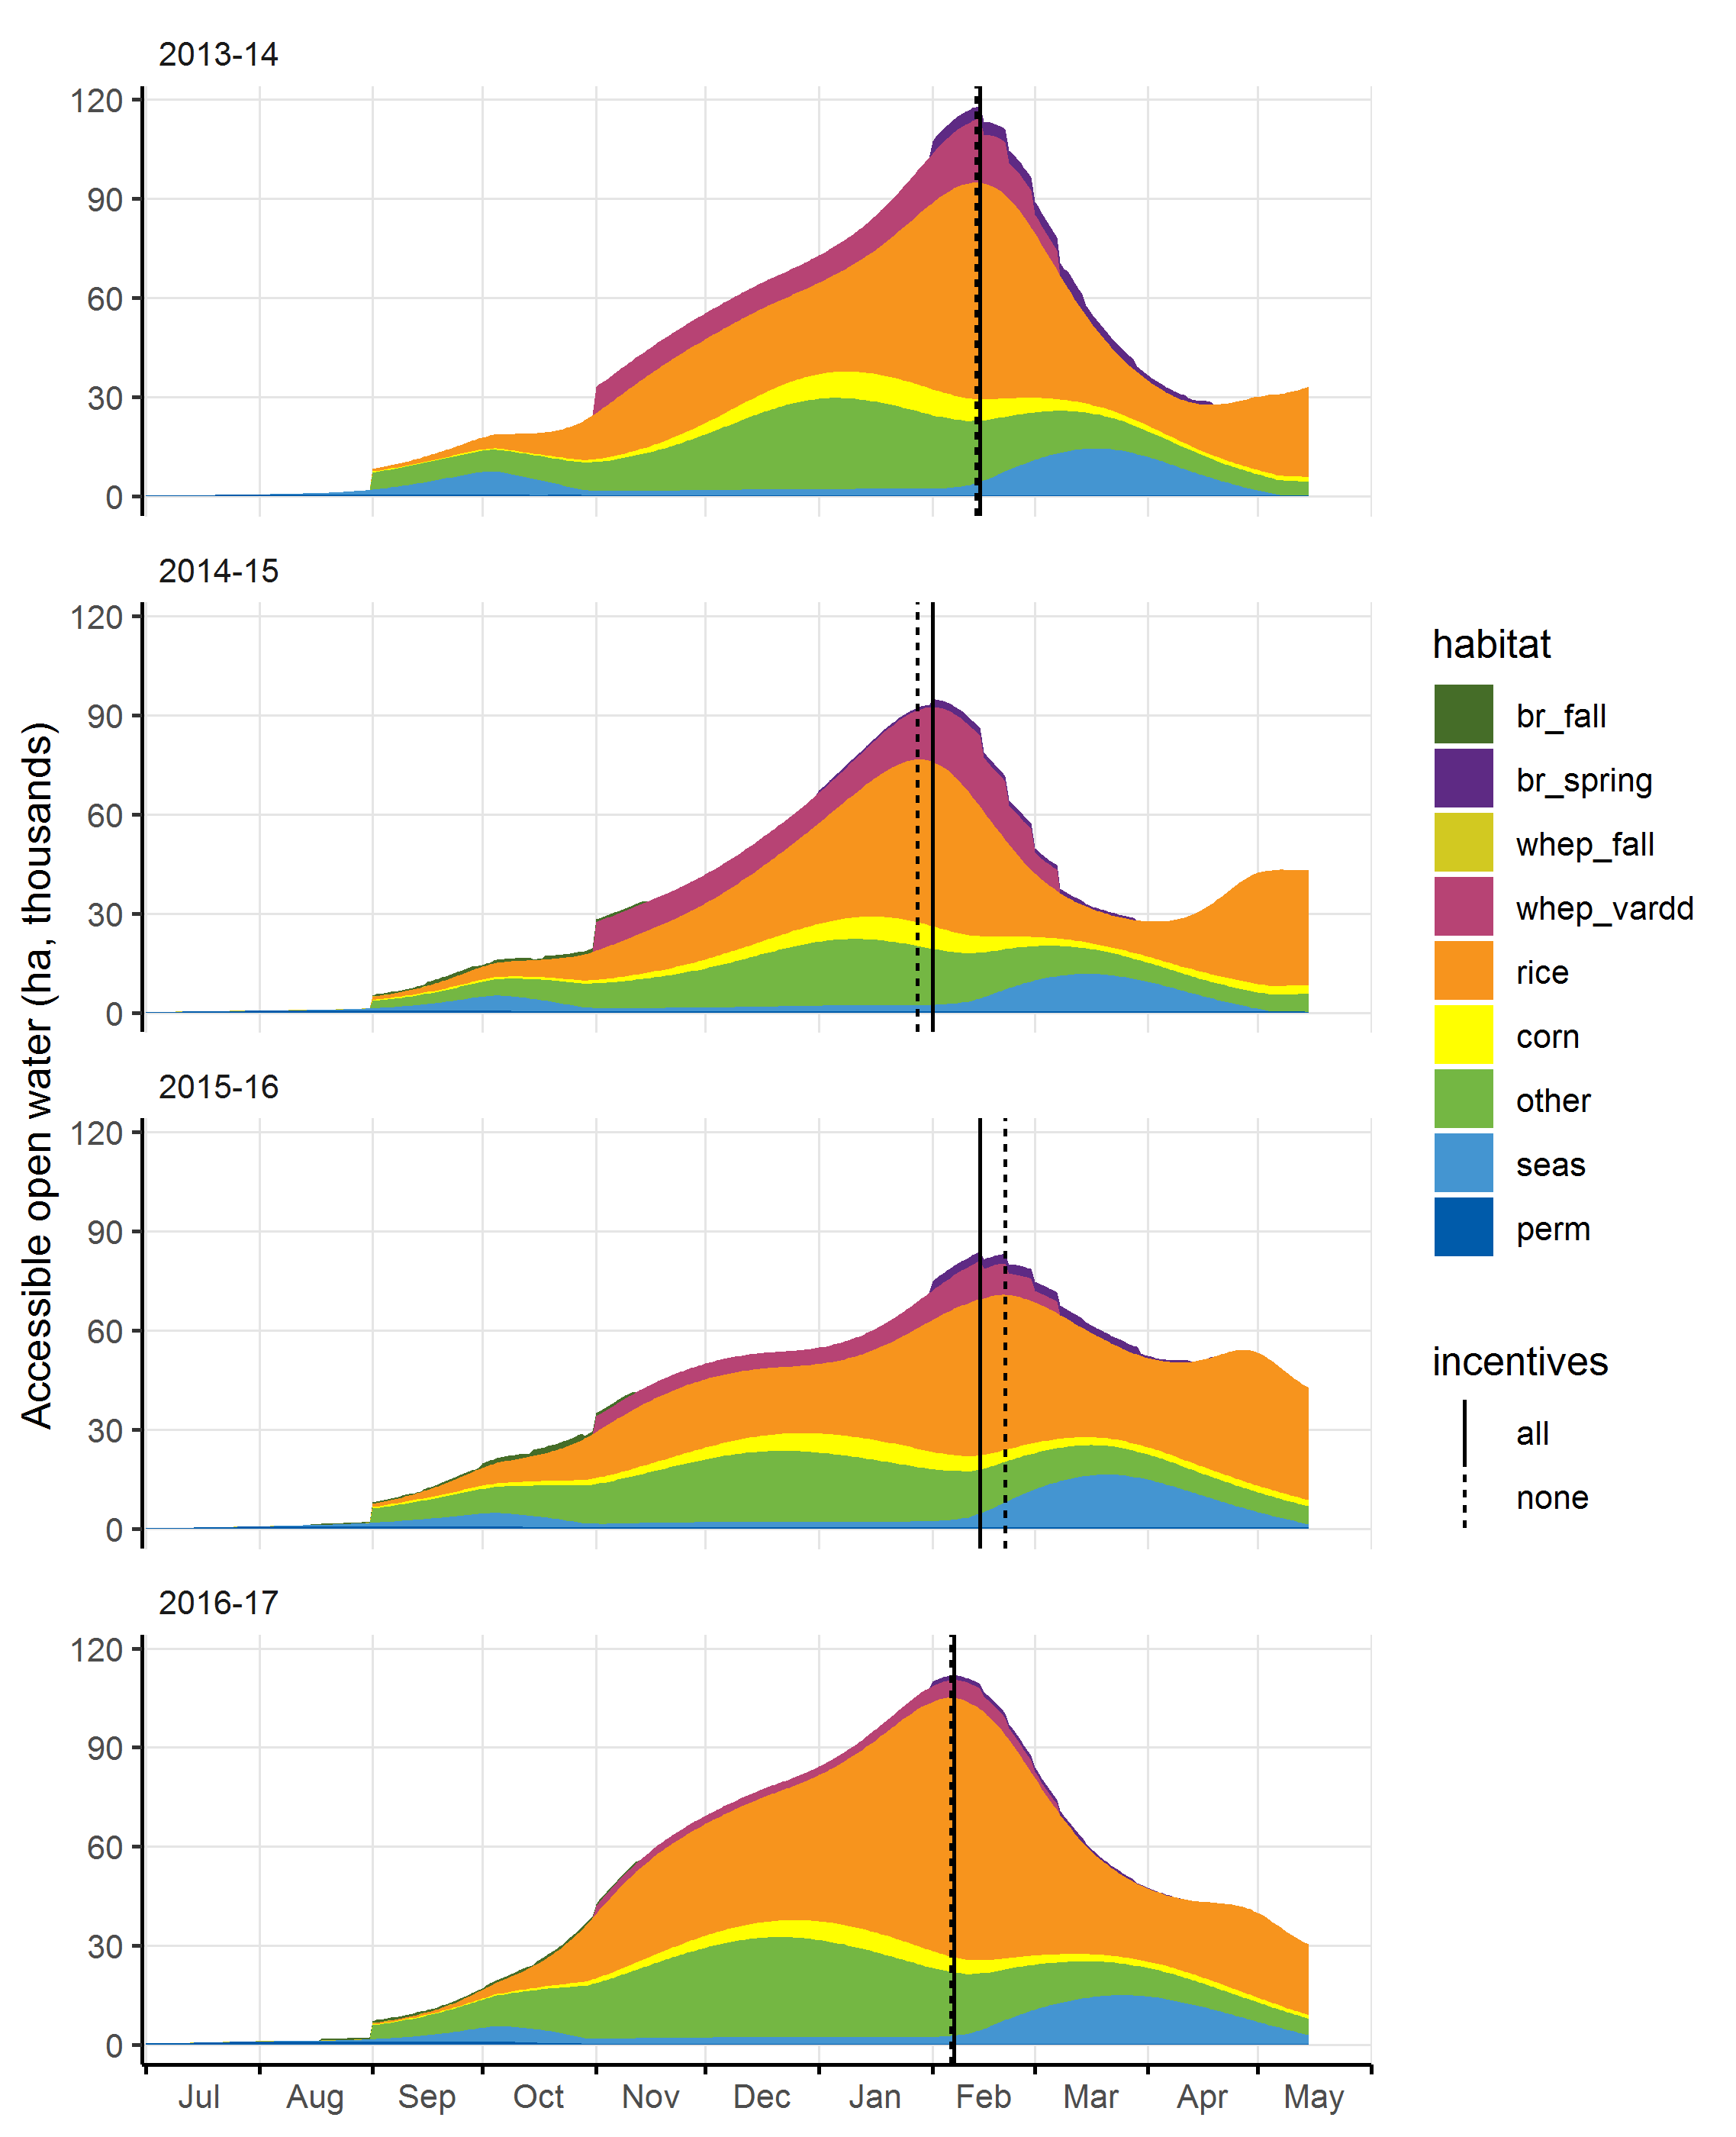 2013-14
120
90
60
30
0
2014-15
120
90
60
30
0
2015-16
120
90
60
30
0
2016-17
120
90
60
30
0
Jul Aug Sep Oct Nov Dec Jan Feb Mar Apr May
Accessible open water (ha, thousands)
habitat
br_fall
br_spring
whep_fall
whep_vardd
rice
corn
other
seas
perm
incentives
all
none